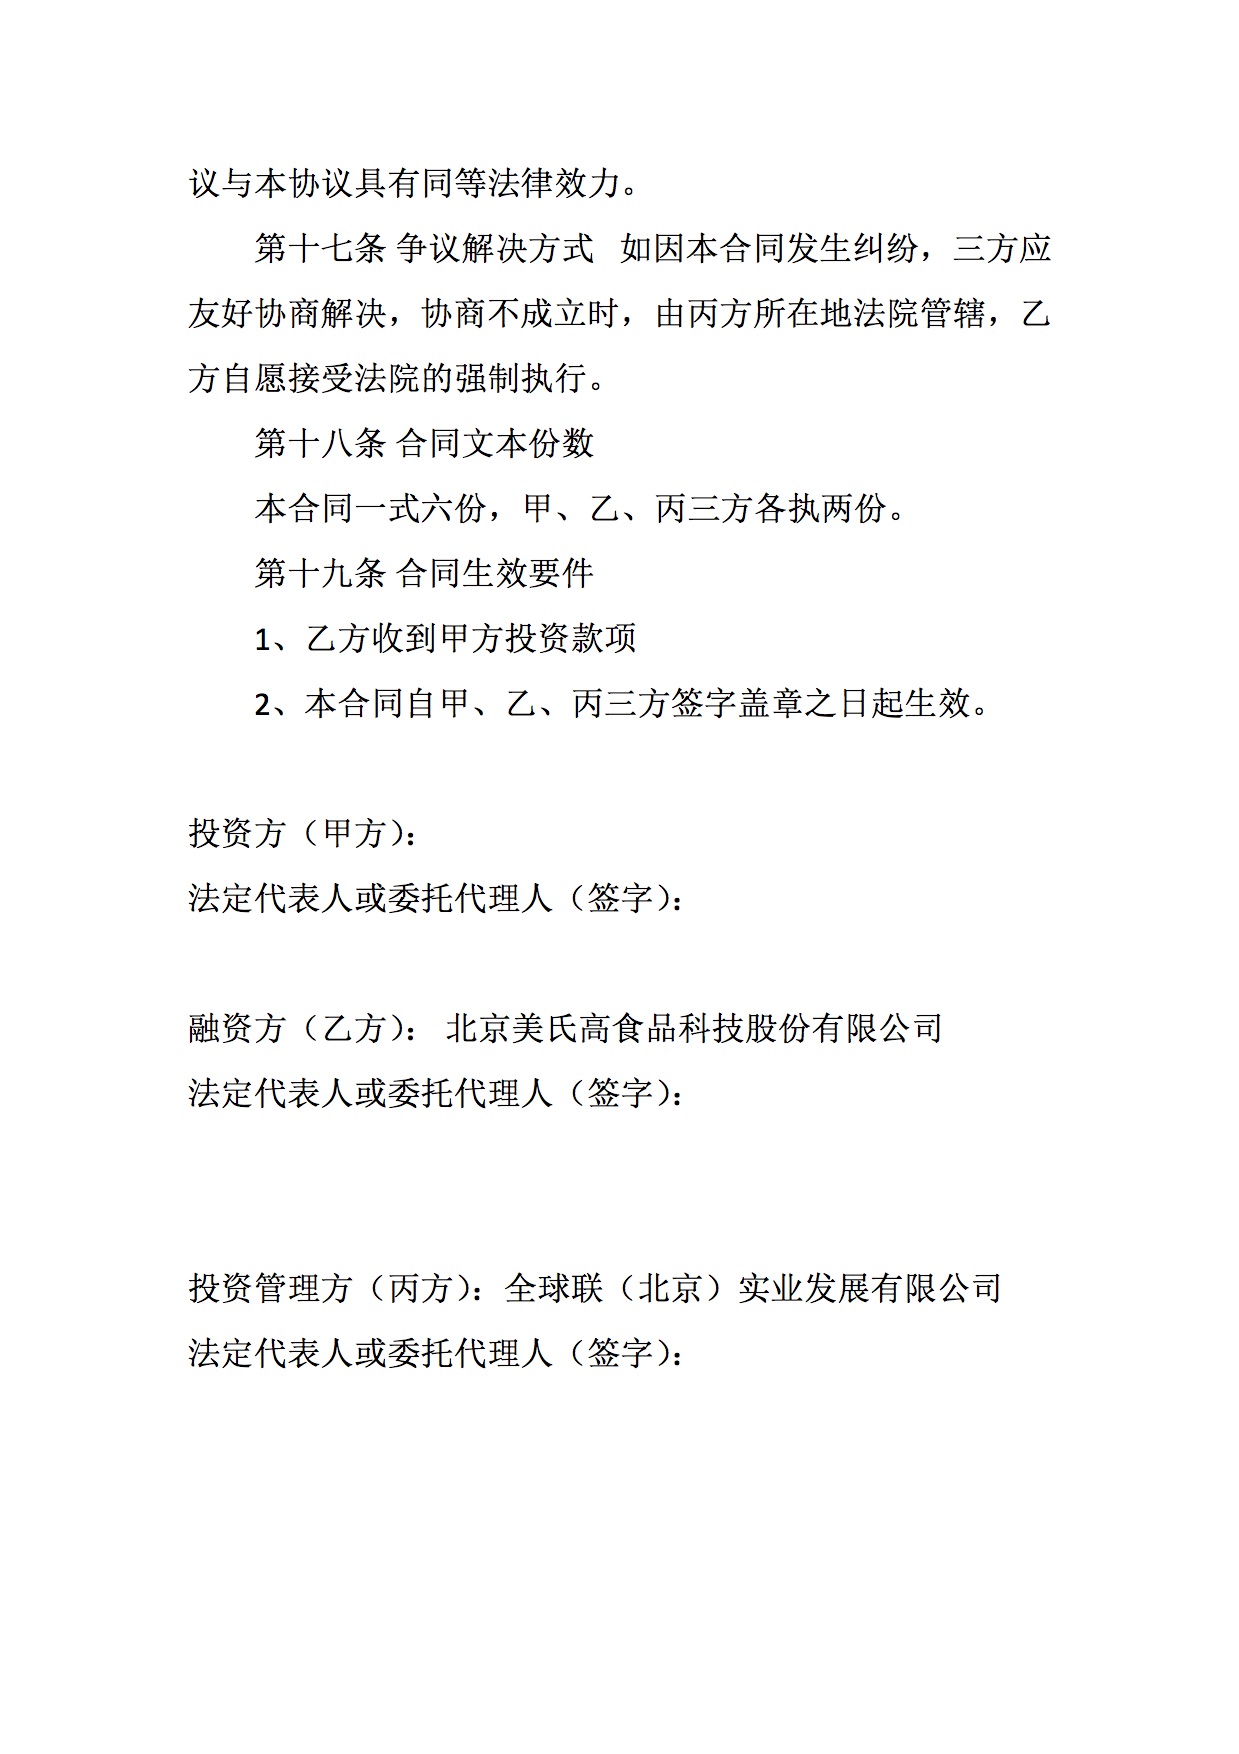 议与本协议具有同等法律效力。
第十七条 争议解决方式   如因本合同发生纠纷，三方应
友好协商解决，协商不成立时，由丙方所在地法院管辖，乙
方自愿接受法院的强制执行。
第十八条 合同文本份数
本合同一式六份，甲、乙、丙三方各执两份。
第十九条 合同生效要件
1、乙方收到甲方投资款项
2、本合同自甲、乙、丙三方签字盖章之日起生效。
投资方（甲方）：
法定代表人或委托代理人（签字）：
融资方（乙方）： 北京美氏高食品科技股份有限公司
法定代表人或委托代理人（签字）：
投资管理方（丙方）：全球联（北京）实业发展有限公司
法定代表人或委托代理人（签字）：